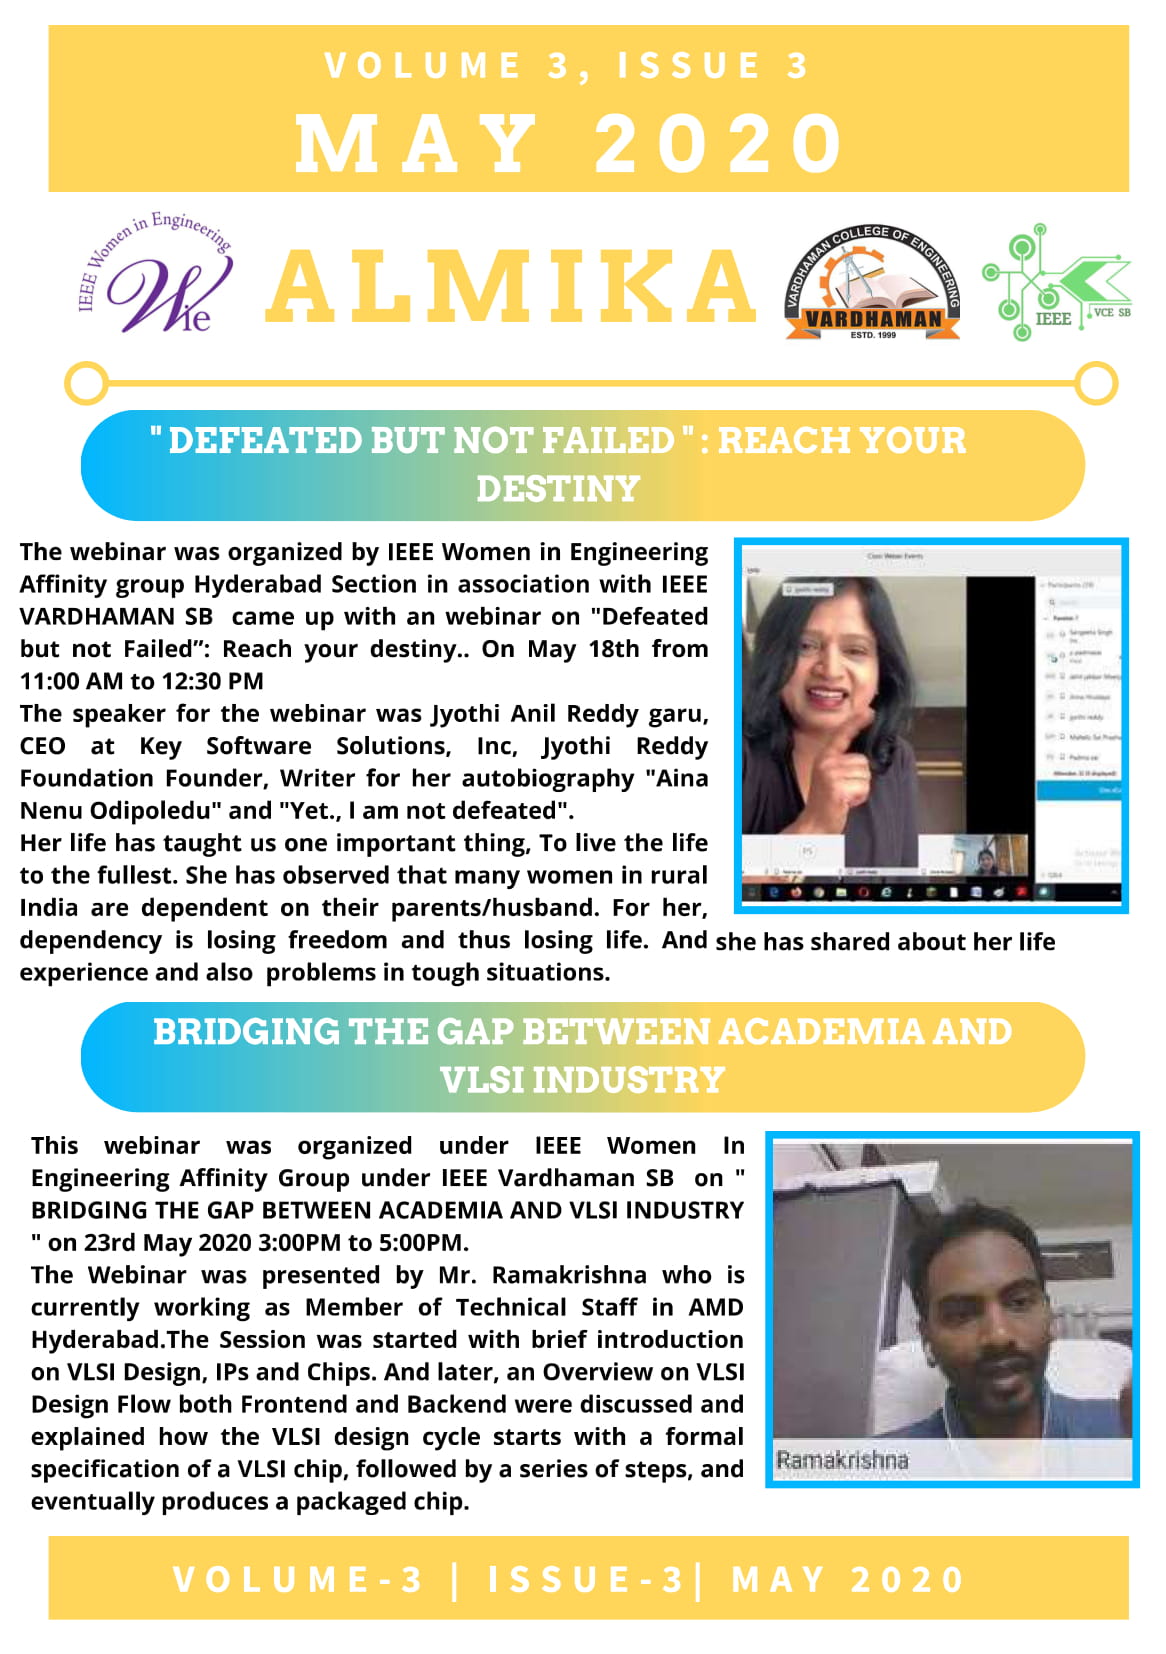 VOLUME 3, ISSUE 3
MAY 2020
IEEE Women in Engineering
Wie
ALMIKA
VARDHAMAN COLLEGE OF ENGINEERING
VARDHAMAN
ESTD. 1999
IEEE
VCE SB
" DEFEATED BUT NOT FAILED " : REACH YOUR
DESTINY
The webinar was organized by IEEE Women in Engineering
Affinity group Hyderabad Section in association with IEEE
VARDHAMAN SB came up with an webinar on "Defeated
but not Failed”: Reach your destiny.. On May 18th from
11:00 AM to 12:30 PM
The speaker for the webinar was Jyothi Anil Reddy garu,
CEO at Key Software Solutions, Inc, Jyothi Reddy
Foundation Founder, Writer for her autobiography "Aina
Nenu Odipoledu" and "Yet., I am not defeated".
Her life has taught us one important thing, To live the life
to the fullest. She has observed that many women in rural
India are dependent on their parents/husband. For her,
dependency is losing freedom and thus losing life. And she has shared about her life
experience and also problems in tough situations.
Cisco Webex Events
Help
jyothi reddy
Participants
Sangeeta Singh
jyothi reddy
PS
BRIDGING THE GAP BETWEEN ACADEMIA AND
VLSI INDUSTRY
This webinar was organized under IEEE Women In
Engineering Affinity Group under IEEE Vardhaman SB on "
BRIDGING THE GAP BETWEEN ACADEMIA AND VLSI INDUSTRY
" on 23rd May 2020 3:00PM to 5:00PM.
The Webinar was presented by Mr. Ramakrishna who is
currently working as Member of Technical Staff in AMD
Hyderabad.The Session was started with brief introduction
on VLSI Design, IPs and Chips. And later, an Overview on VLSI
Design Flow both Frontend and Backend were discussed and
explained how the VLSI design cycle starts with a formal
specification of a VLSI chip, followed by a series of steps, and
eventually produces a packaged chip.
Ramakrishna
VOLUME-3 | ISSUE-3| MAY 2020